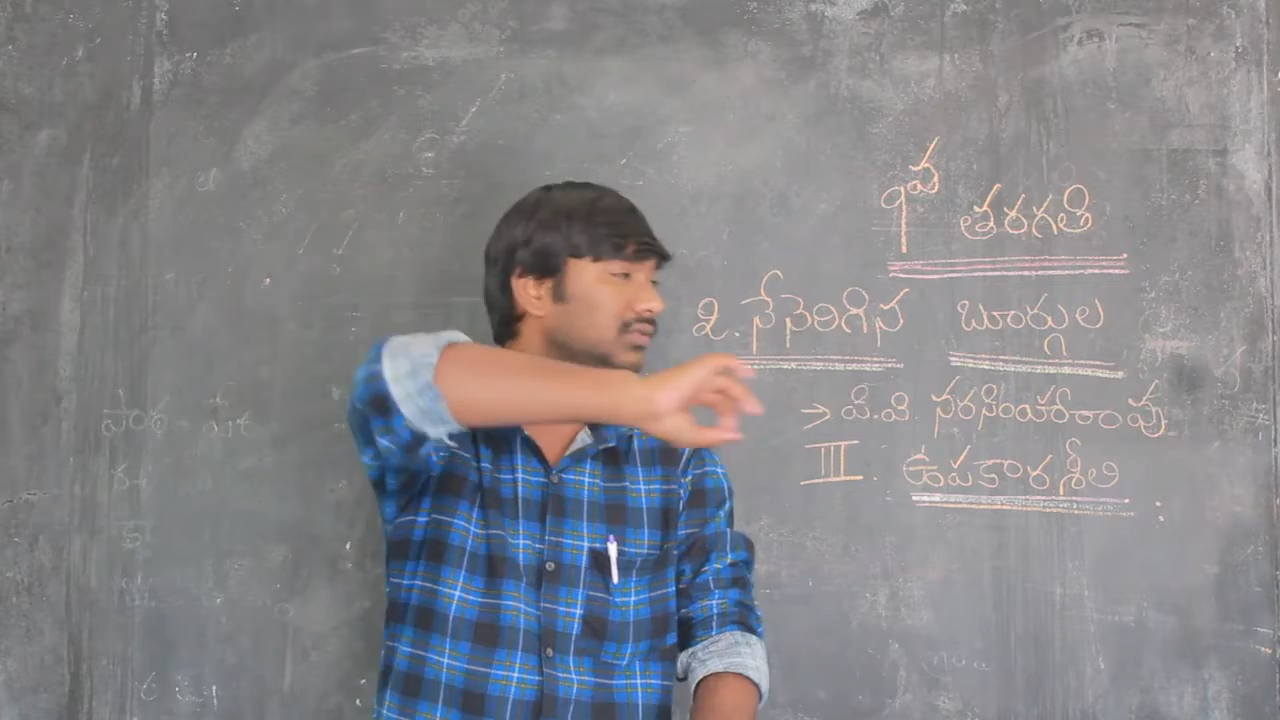 9వ తరగతి
2. నేనెరిగిన బూర్గుల
→ పి.వి. నరసింహారావు
III. ఉపకారశీలి :